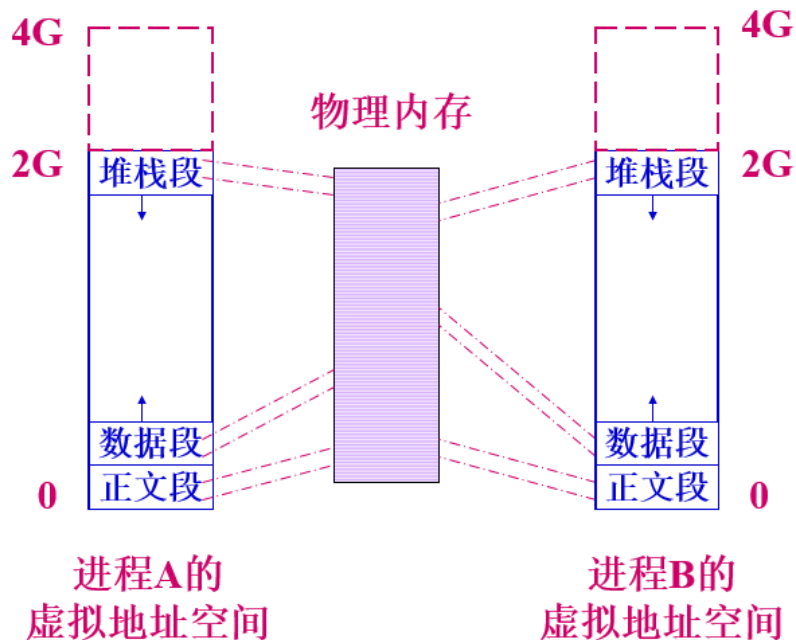 4G
4G
物理内存
2G
堆栈段
堆栈段
2G
数据段
数据段
0
正文段
正文段
0
进程A的
虚拟地址空间
进程B的
虚拟地址空间